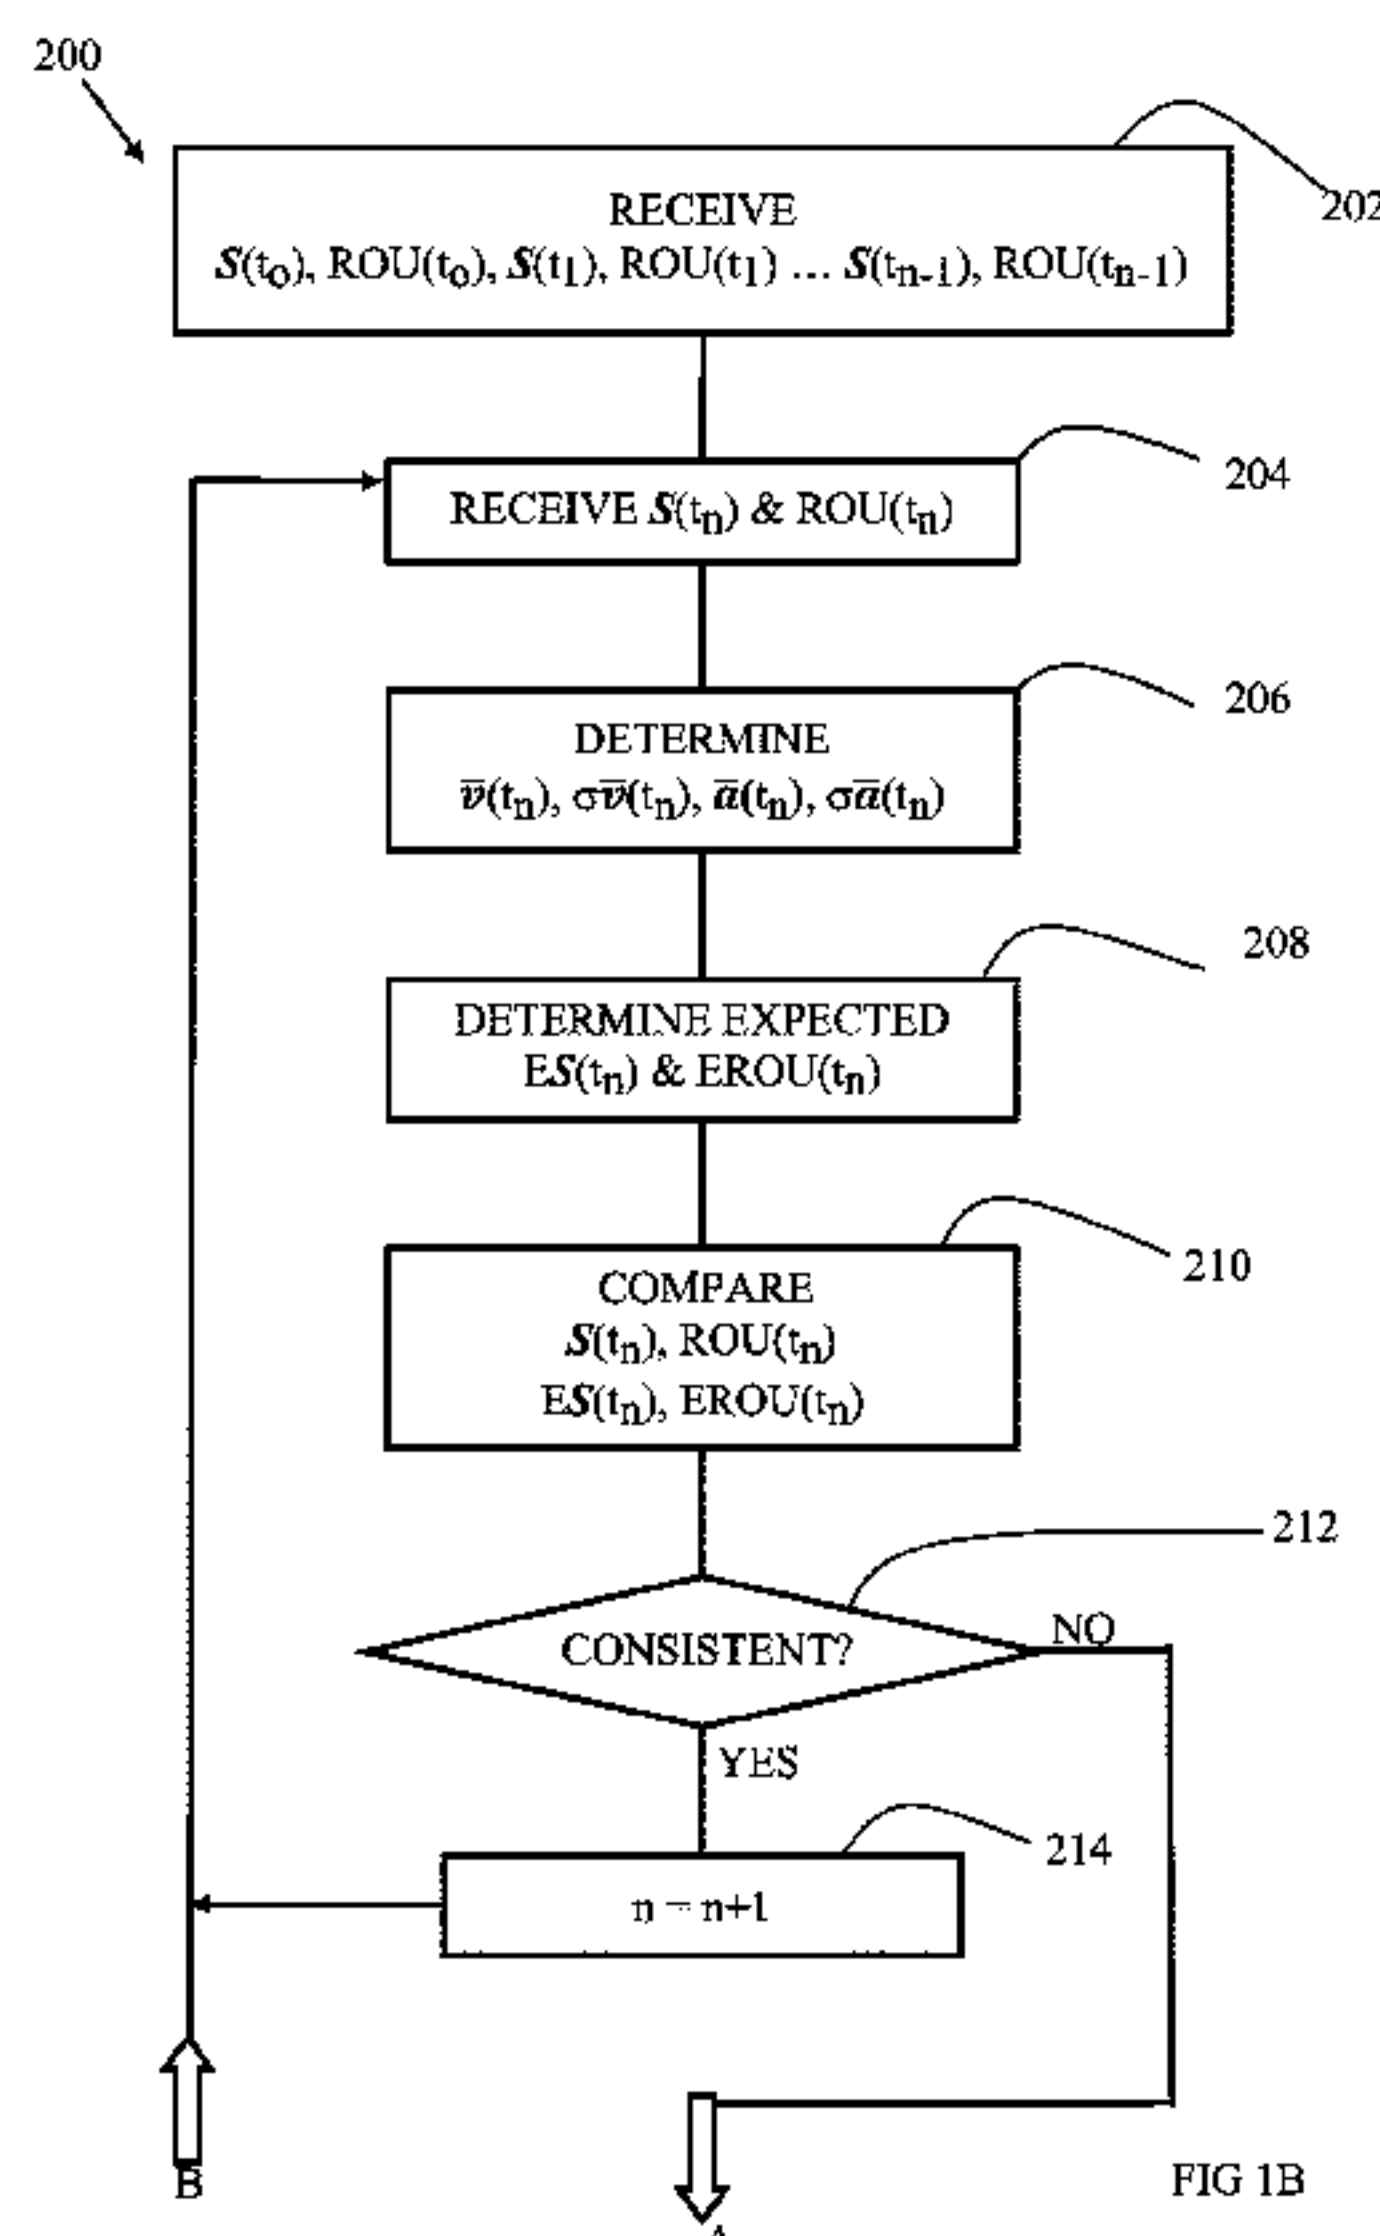 200
202
RECEIVE
S(t₀), ROU(t₀), S(t₁), ROU(t₁) ... S(tₙ₋₁), ROU(tₙ₋₁)
204
RECEIVE S(tₙ) & ROU(tₙ)
206
DETERMINE
v̅(tₙ), σv̅(tₙ), a̅(tₙ), σa̅(tₙ)
208
DETERMINE EXPECTED
ES(tₙ) & EROU(tₙ)
210
COMPARE
S(tₙ), ROU(tₙ)
ES(tₙ), EROU(tₙ)
212
CONSISTENT?
NO
YES
214
n = n+1
B
FIG 1B